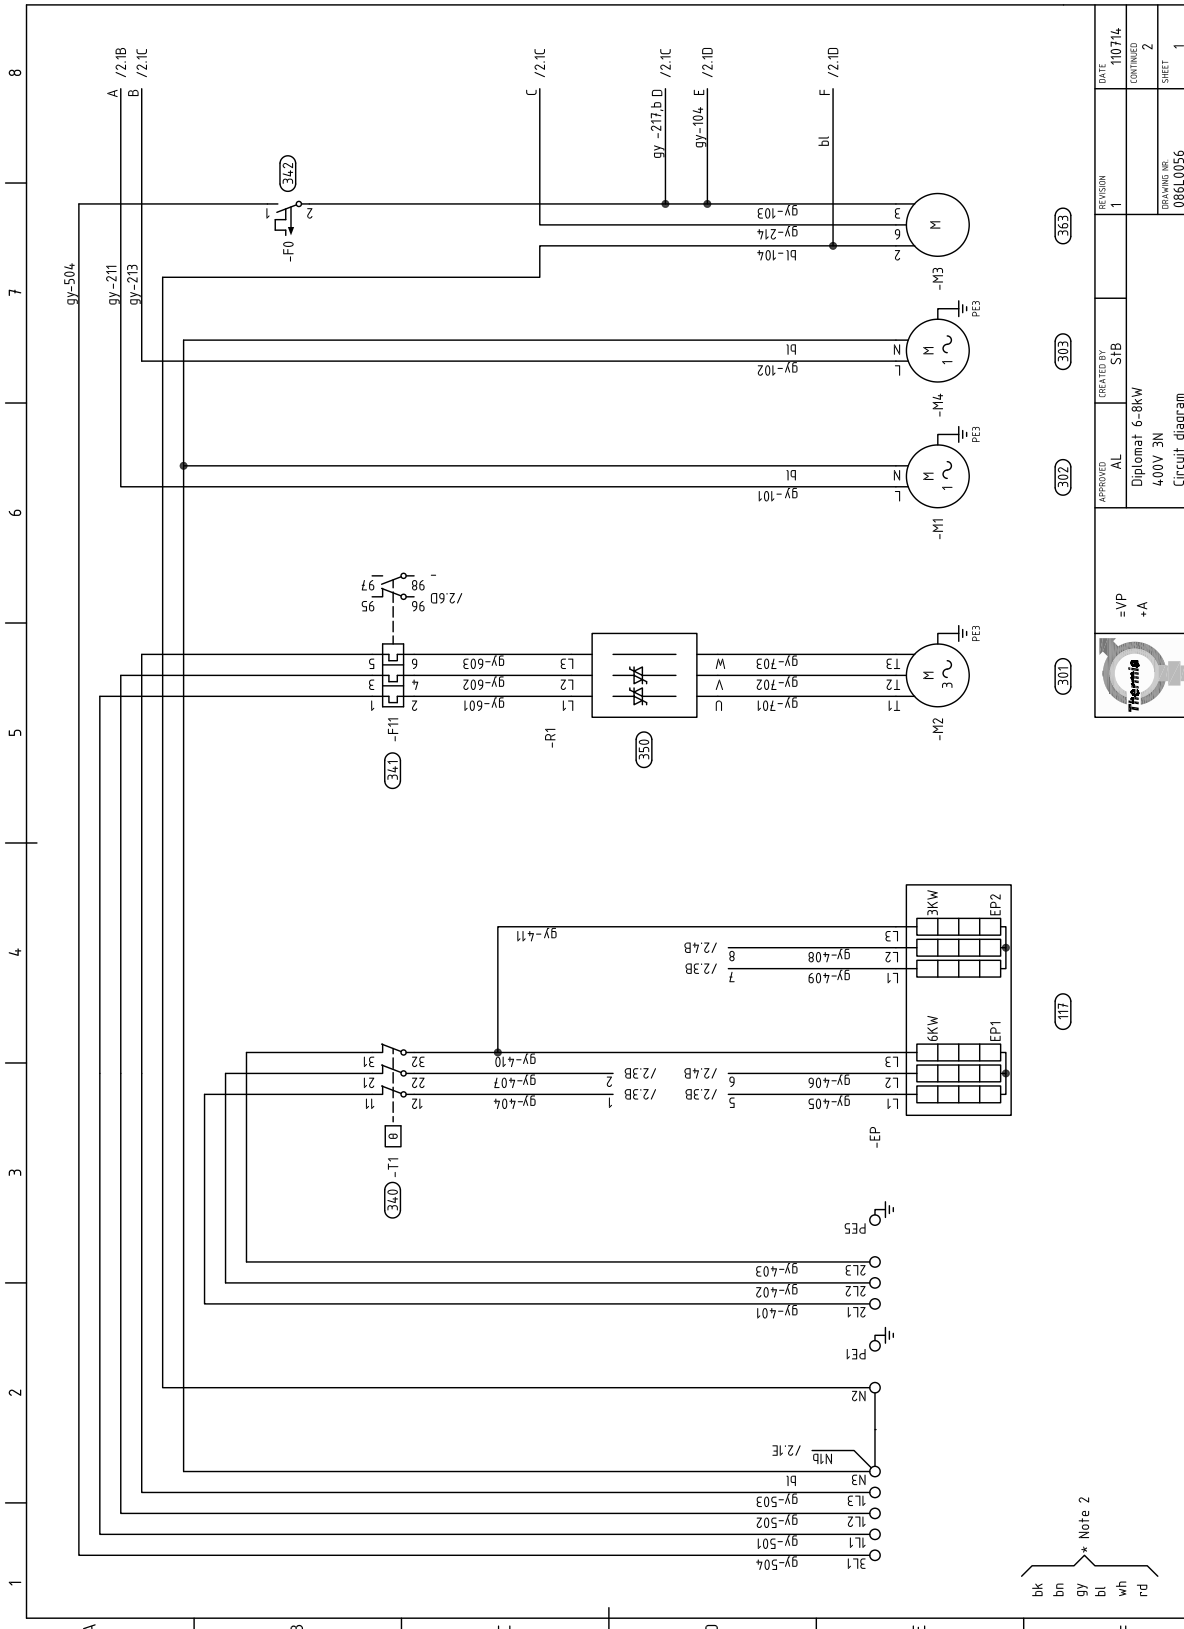 1
2
3
4
5
6
7
8
A
gy-504
gy-211
gy-213
A /2.1B
B /2.1C
C /2.1C
gy-217,b D /2.1C
gy-104 E /2.1D
bl F /2.1D
342
1
2
-F0
95
96
97
98
-
/2.6D
1
3
5
2
4
6
-F11
341
gy-603
gy-602
gy-601
L3
L2
L1
-R1
350
W
V
U
gy-703
gy-702
gy-701
T3
T2
T1
M
3
-M2
PE3
301
bl
gy-101
N
L
M
1
-M1
PE3
302
bl
gy-102
N
L
M
1
-M4
PE3
303
gy-103
gy-214
bl-104
3
6
2
M
-M3
363
31
21
11
32
22
12
θ
-T1
340
gy-410
gy-407
gy-404
2 /2.3B
1 /2.3B
gy-411
/2.4B 8 gy-408
/2.3B 7 gy-409
/2.4B 6 gy-406
/2.3B 5 gy-405
L3
L2
L1
3KW
EP2
L3
L2
L1
6KW
EP1
-EP
117
PE5
gy-403 2L3
gy-402 2L2
gy-401 2L1
PE1
N2
/2.1E
N1b
bl N3
gy-503 1L3
gy-502 1L2
gy-501 1L1
gy-504 3L1
bk
bn
gy
bl
wh
rd
* Note 2
Thermia
=VP
+A
APPROVED
AL
CREATED BY
StB
REVISION
1
DATE
110714
Diplomat 6-8kW
400V 3N
Circuit diagram
DRAWING NR.
086L0056
CONTINUED
2
SHEET
1